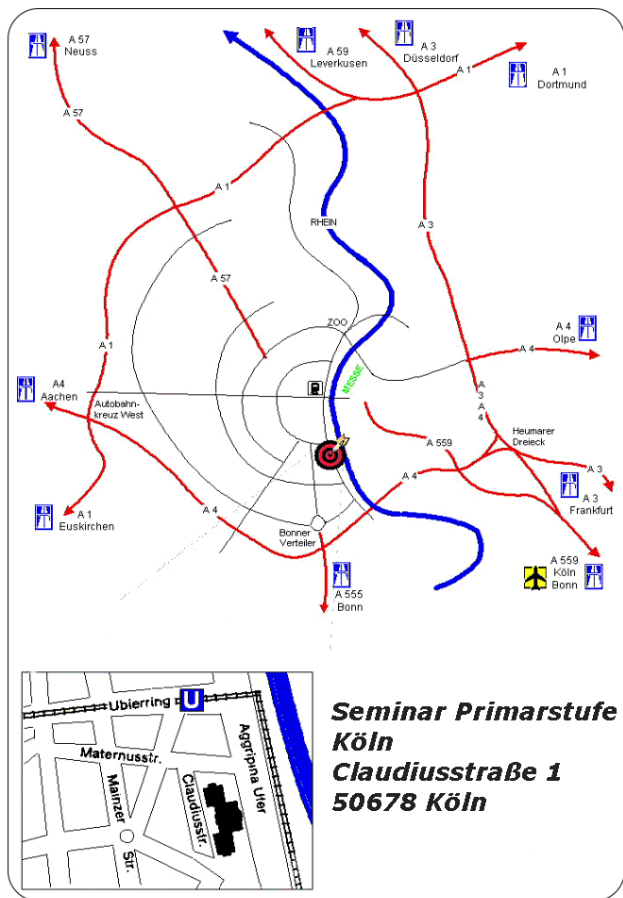 A 57
Neuss
A 59
Leverkusen
A 3
Düsseldorf
A 1
A 1
Dortmund
A 57
A 1
RHEIN
A 3
A 57
ZOO
A 1
MESSE
A 4
Olpe
A 4
A4
Aachen
Autobahn-
kreuz West
A
3
A
4
Heumarer
Dreieck
A 559
A 4
A 3
A 3
Frankfurt
A 1
Euskirchen
A 4
Bonner
Verteiler
A 559
Köln
Bonn
A 555
Bonn
Ubierring
U
Maternusstr.
Mainzer
Str.
Claudiusstr.
Aggripina Ufer
Seminar Primarstufe
Köln
Claudiusstraße 1
50678 Köln